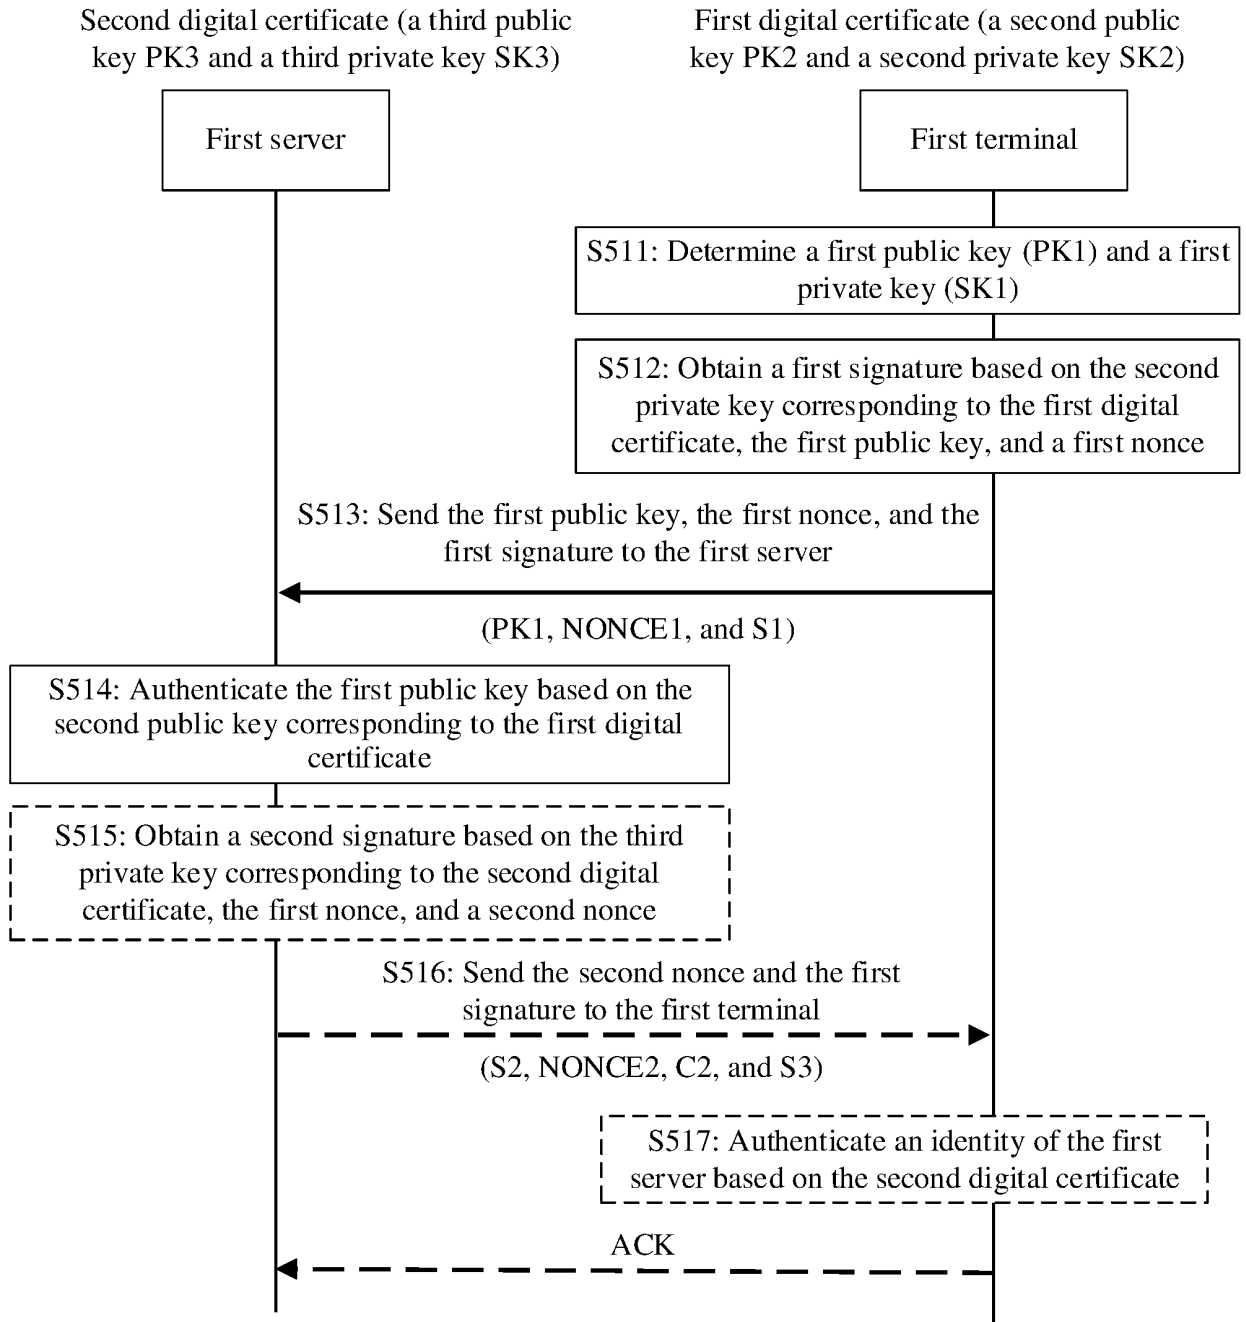 Second digital certificate (a third public
key PK3 and a third private key SK3)
First digital certificate (a second public
key PK2 and a second private key SK2)
First server
First terminal
S511: Determine a first public key (PK1) and a first
private key (SK1)
S512: Obtain a first signature based on the second
private key corresponding to the first digital
certificate, the first public key, and a first nonce
S513: Send the first public key, the first nonce, and the
first signature to the first server
(PK1, NONCE1, and S1)
S514: Authenticate the first public key based on the
second public key corresponding to the first digital
certificate
S515: Obtain a second signature based on the third
private key corresponding to the second digital
certificate, the first nonce, and a second nonce
S516: Send the second nonce and the first
signature to the first terminal
(S2, NONCE2, C2, and S3)
S517: Authenticate an identity of the first
server based on the second digital certificate
ACK